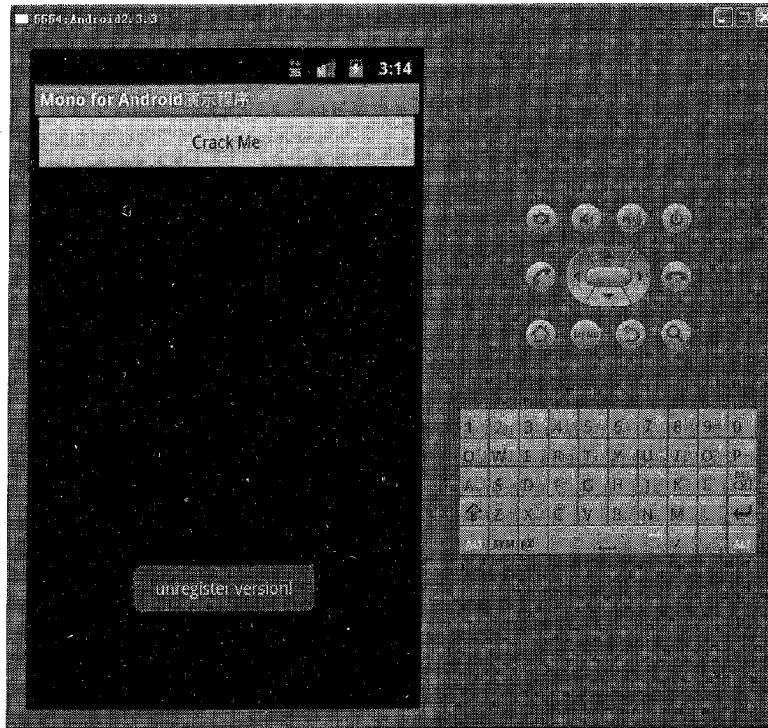 5554:Android2.3.3
3:14
Mono for Android演示程序
Crack Me
unregister version!
1 2 3 4 5 6 7 8 9 0
Q W E R T Y U I O P
A S D F G H J K L DEL
Z X C V B N M .
ALT SYM @ / , ALT